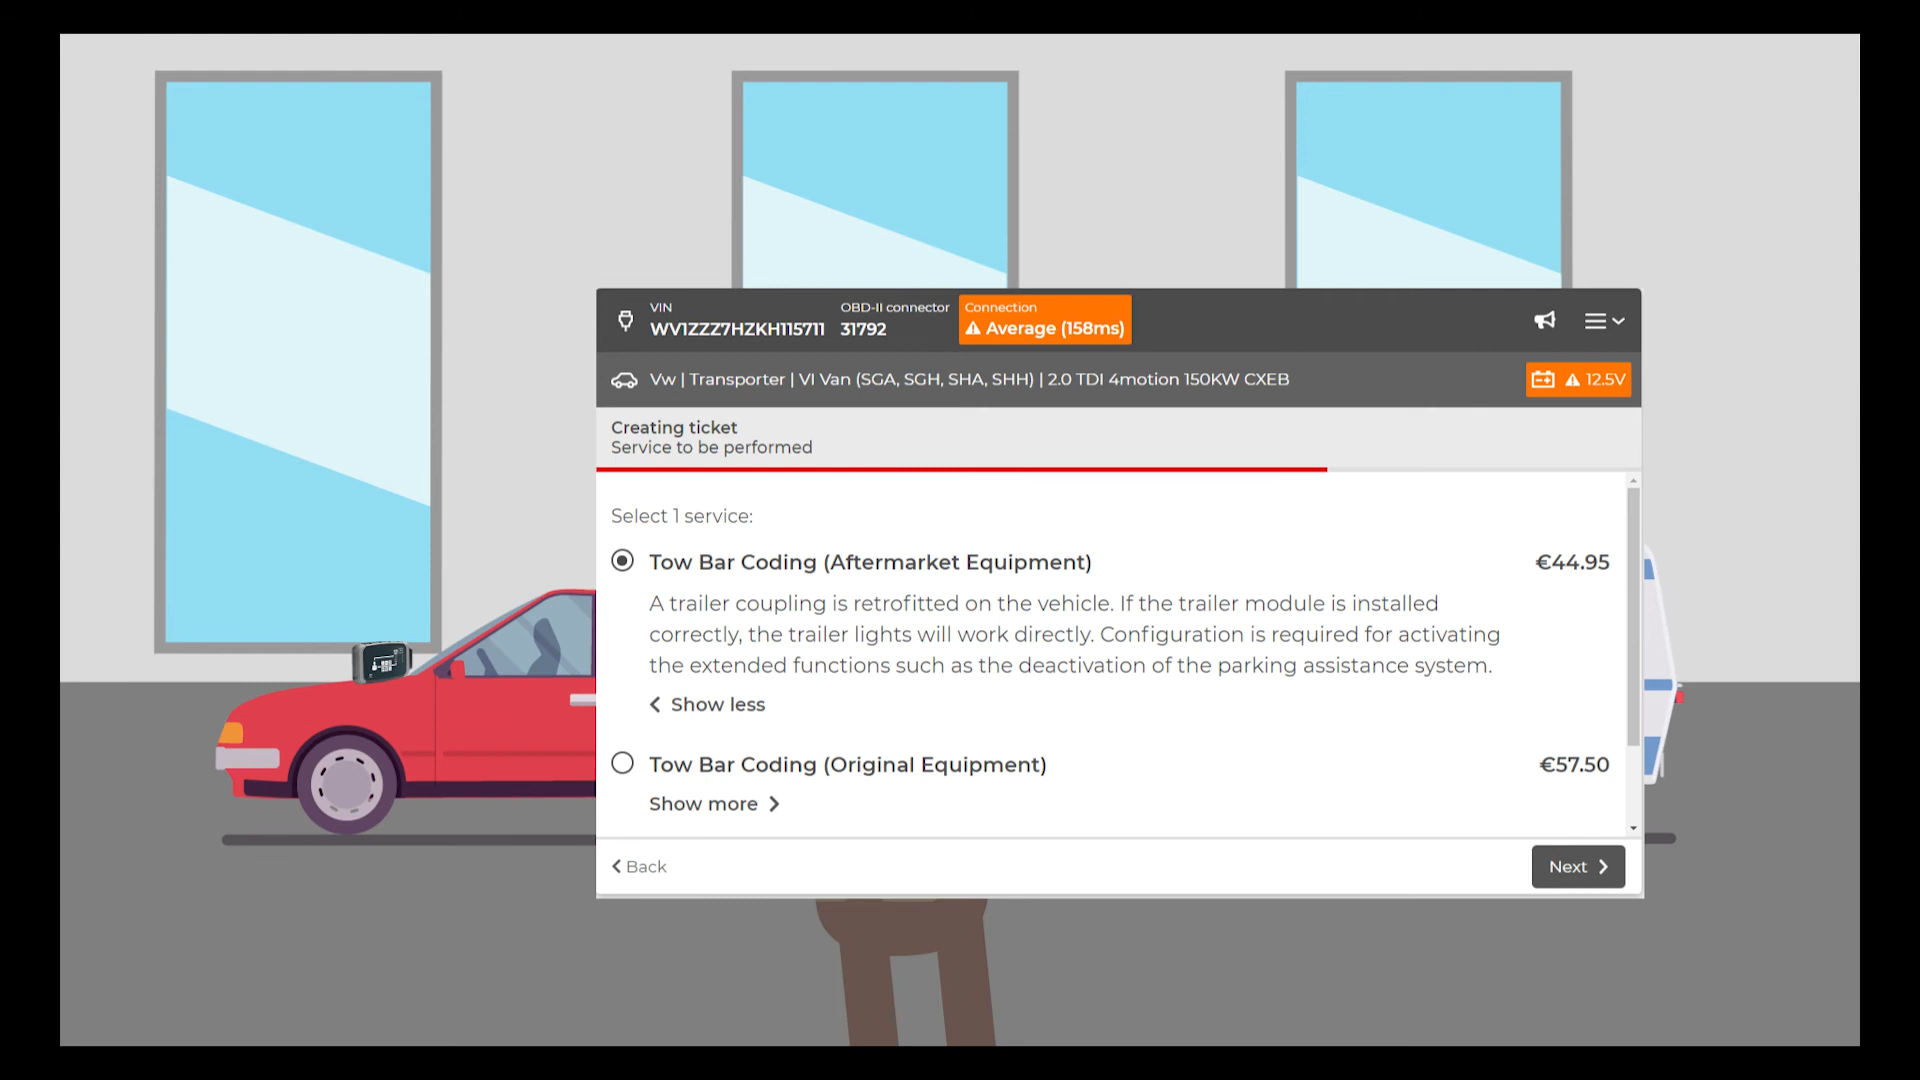 VIN
WV1ZZZ7HZKH115711
OBD-II connector
31792
Connection
Average (158ms)
Vw | Transporter | VI Van (SGA, SGH, SHA, SHH) | 2.0 TDI 4motion 150KW CXEB
12.5V
Creating ticket
Service to be performed
Select 1 service:
Tow Bar Coding (Aftermarket Equipment)
€44.95
A trailer coupling is retrofitted on the vehicle. If the trailer module is installed
correctly, the trailer lights will work directly. Configuration is required for activating
the extended functions such as the deactivation of the parking assistance system.
Show less
Tow Bar Coding (Original Equipment)
€57.50
Show more
Back
Next